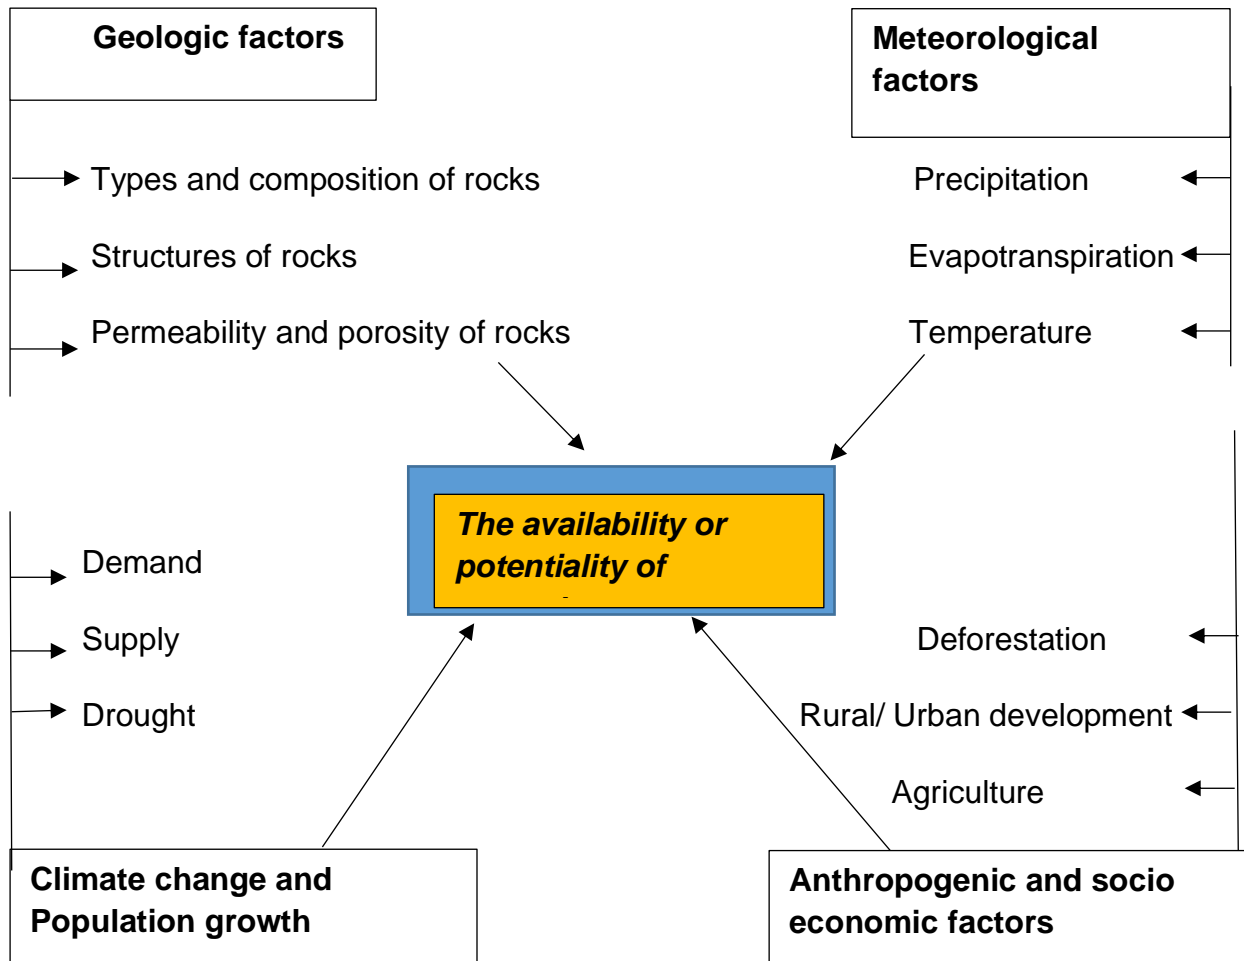 Geologic factors
Meteorological
factors
Types and composition of rocks
Structures of rocks
Permeability and porosity of rocks
Precipitation
Evapotranspiration
Temperature
The availability or
potentiality of
Demand
Supply
Drought
Deforestation
Rural/ Urban development
Agriculture
Climate change and
Population growth
Anthropogenic and socio
economic factors